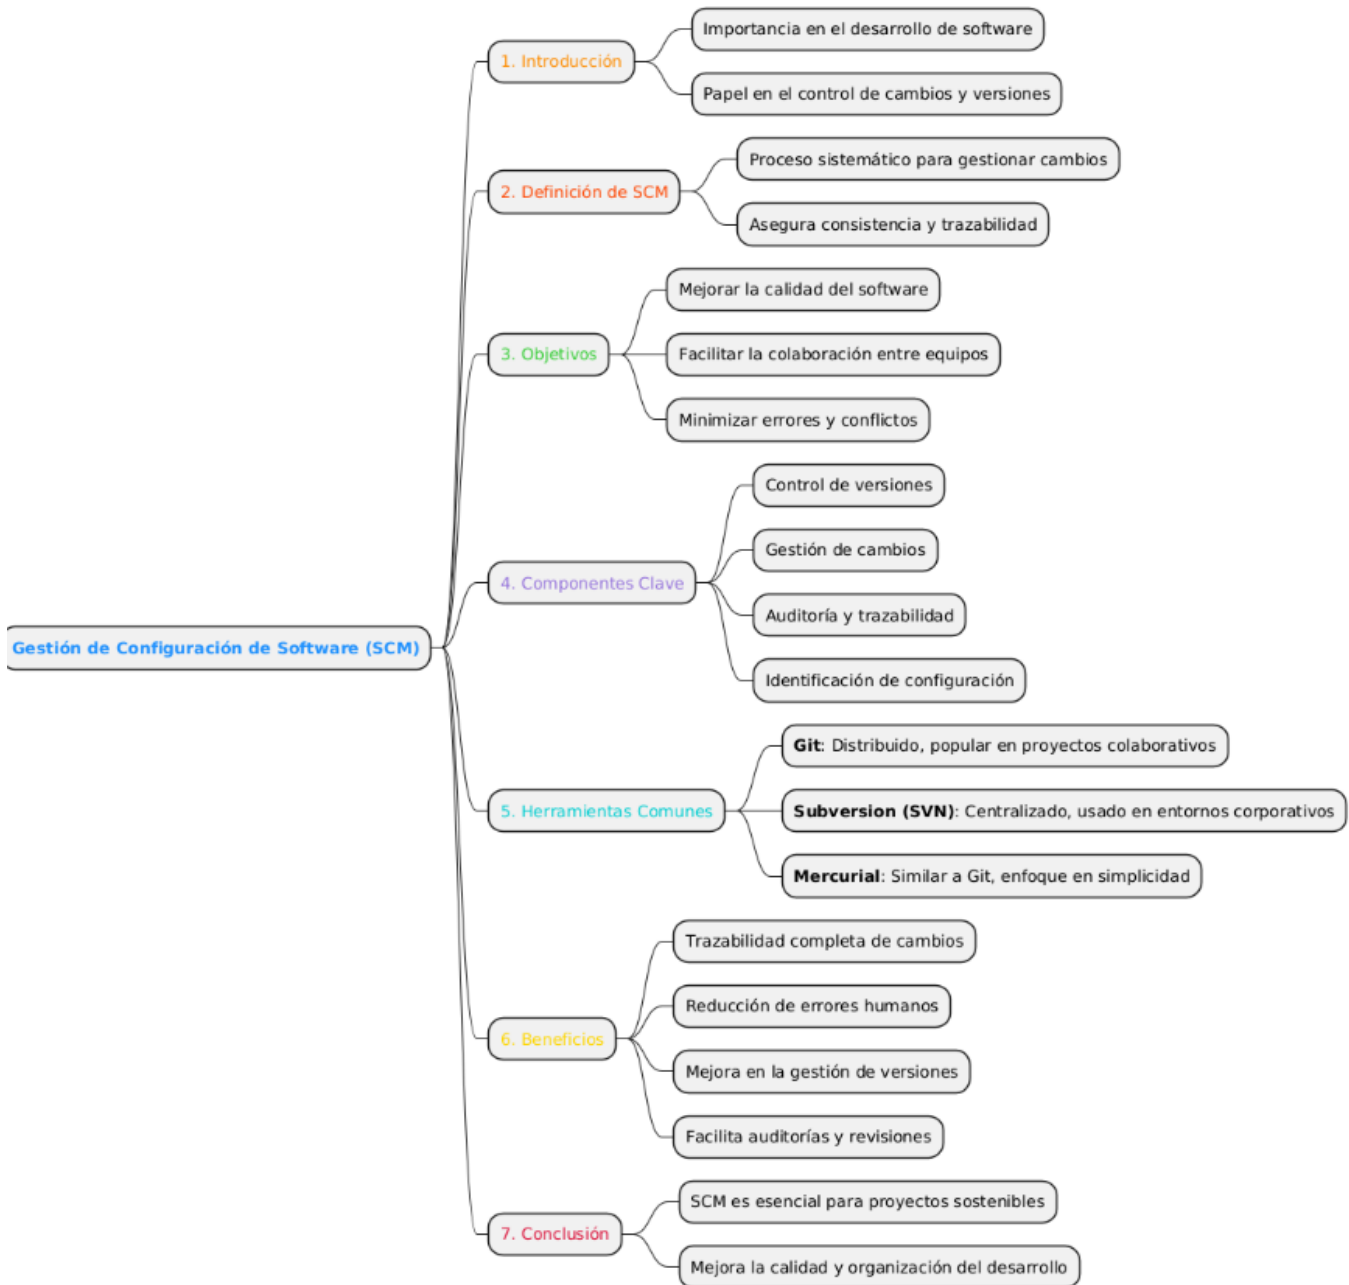 Gestión de Configuración de Software (SCM)
1. Introducción
Importancia en el desarrollo de software
Papel en el control de cambios y versiones
2. Definición de SCM
Proceso sistemático para gestionar cambios
Asegura consistencia y trazabilidad
3. Objetivos
Mejorar la calidad del software
Facilitar la colaboración entre equipos
Minimizar errores y conflictos
4. Componentes Clave
Control de versiones
Gestión de cambios
Auditoría y trazabilidad
Identificación de configuración
5. Herramientas Comunes
Git: Distribuido, popular en proyectos colaborativos
Subversion (SVN): Centralizado, usado en entornos corporativos
Mercurial: Similar a Git, enfoque en simplicidad
6. Beneficios
Trazabilidad completa de cambios
Reducción de errores humanos
Mejora en la gestión de versiones
Facilita auditorías y revisiones
7. Conclusión
SCM es esencial para proyectos sostenibles
Mejora la calidad y organización del desarrollo